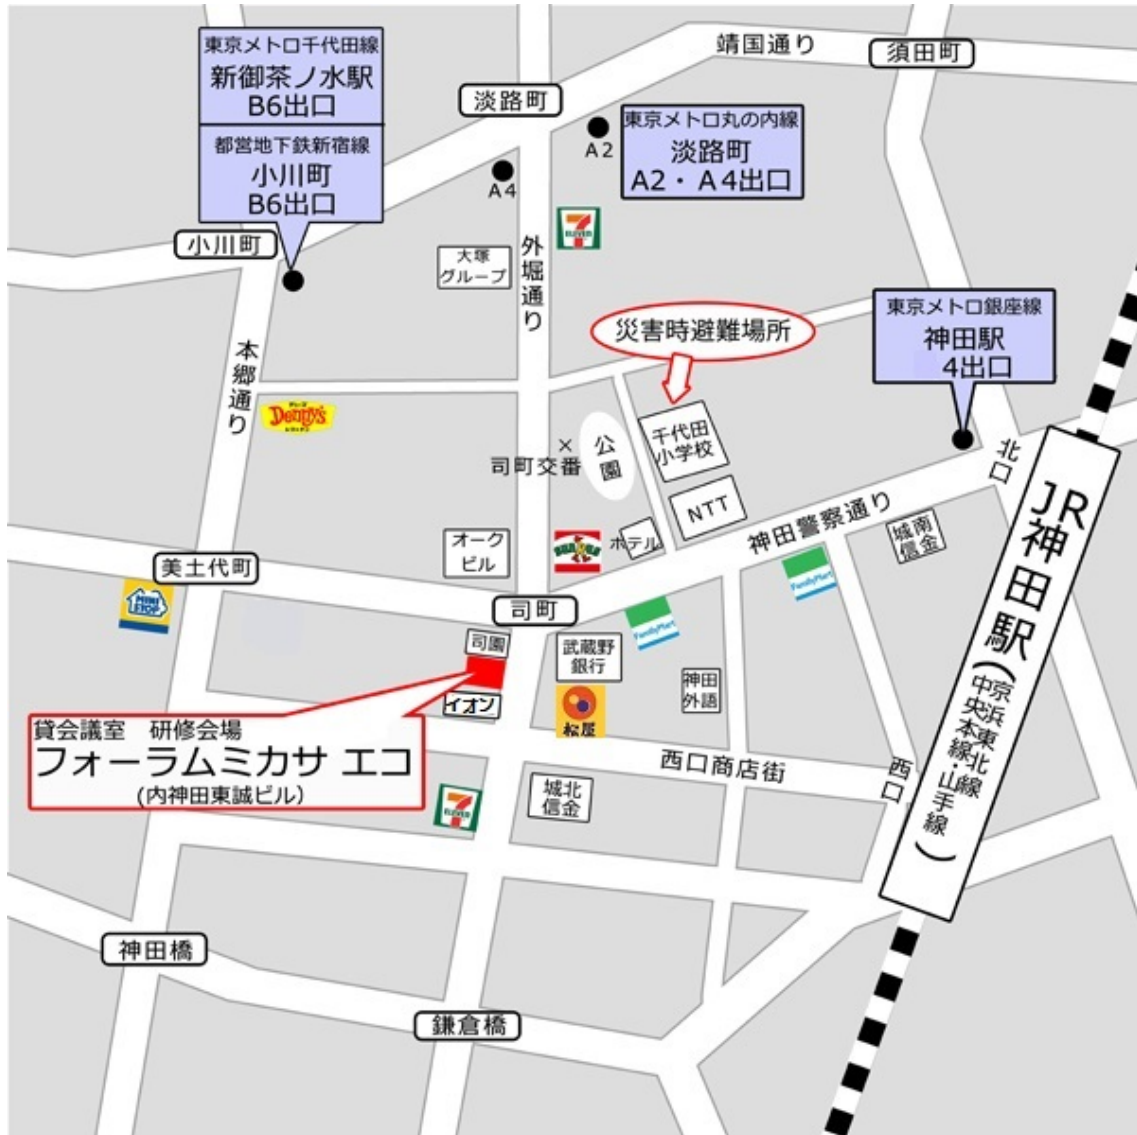 東京メトロ千代田線
新御茶ノ水駅
B6出口
都営地下鉄新宿線
小川町
B6出口
靖国通り
須田町
淡路町
A2
東京メトロ丸の内線
淡路町
A2・A4出口
A4
7
ELEVEN
小川町
大塚
グループ
外堀通り
災害時避難場所
東京メトロ銀座線
神田駅
4出口
本郷通り
Denny's
×
司町交番
公園
千代田
小学校
NTT
北口
神田警察通り
城南
信金
JR神田駅(京浜東北線
中央本線・山手線)
オーク
ビル
ホテル
FamilyMart
美土代町
MINI
STOP
司町
FamilyMart
司園
武蔵野
銀行
神田
外語
イオン
松屋
貸会議室 研修会場
フォーラムミカサ エコ
(内神田東誠ビル)
西口商店街
西口
城北
信金
7
ELEVEN
神田橋
鎌倉橋